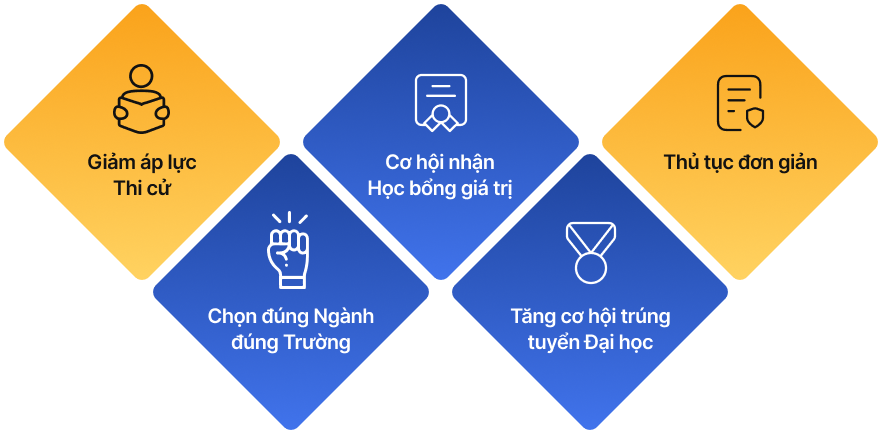 Giảm áp lực
Thi cử
Cơ hội nhận
Học bổng giá trị
Thủ tục đơn giản
Chọn đúng Ngành
đúng Trường
Tăng cơ hội trúng
tuyển Đại học